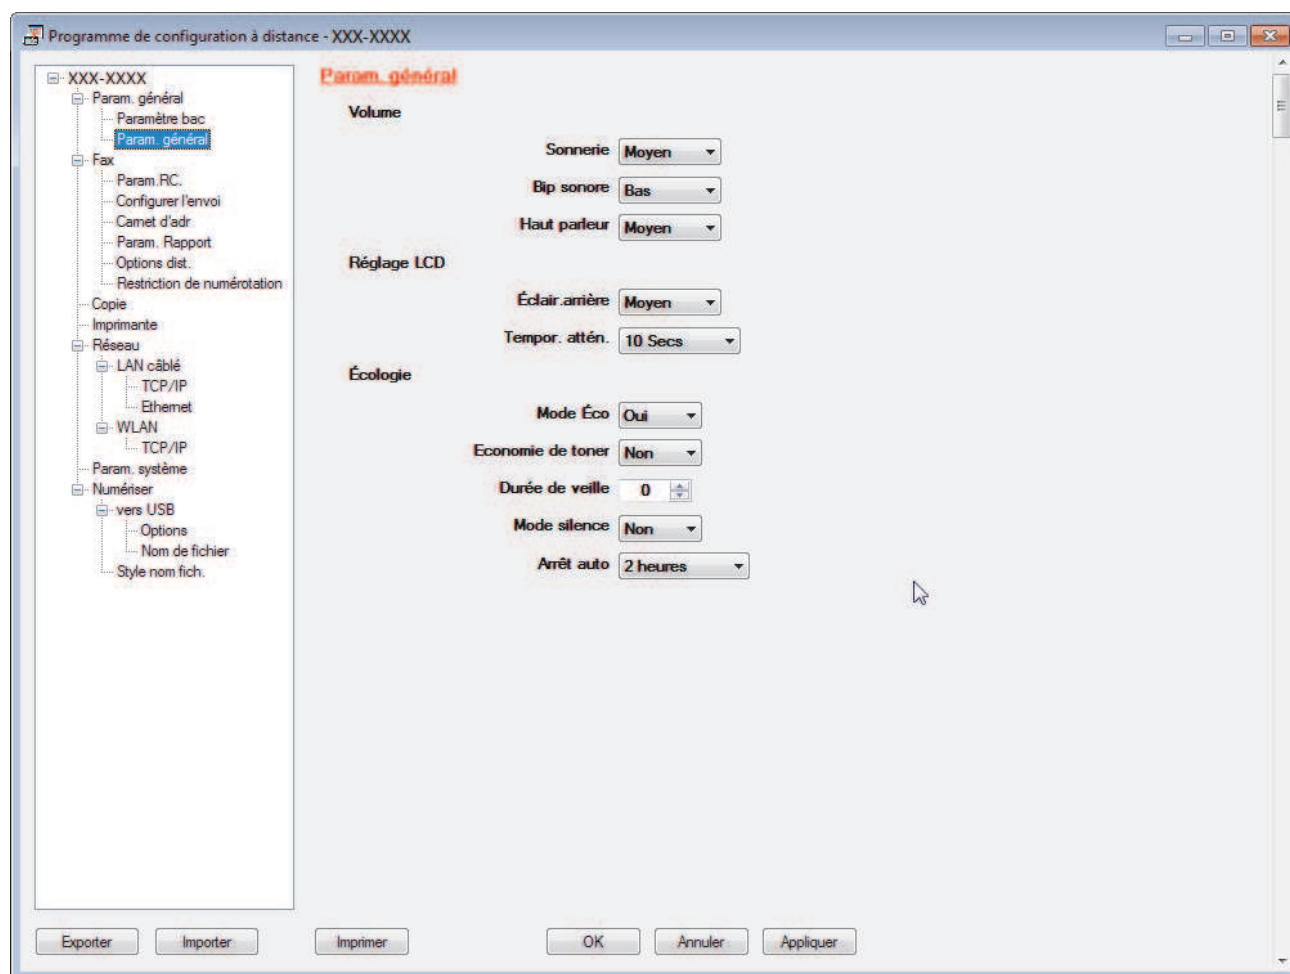 Programme de configuration à distance - XXX-XXXX
XXX-XXXX
Param. général
Paramètre bac
Param. général
Fax
Param.RC.
Configurer l'envoi
Carnet d'adr
Param. Rapport
Options dist.
Restriction de numérotation
Copie
Imprimante
Réseau
LAN câblé
TCP/IP
Ethernet
WLAN
TCP/IP
Param. système
Numériser
vers USB
Options
Nom de fichier
Style nom fich.
Param. général
Volume
Sonnerie Moyen
Bip sonore Bas
Haut parleur Moyen
Réglage LCD
Éclair.arrière Moyen
Tempor. attén. 10 Secs
Écologie
Mode Éco Oui
Economie de toner Non
Durée de veille 0
Mode silence Non
Arrêt auto 2 heures
Exporter Importer Imprimer OK Annuler Appliquer